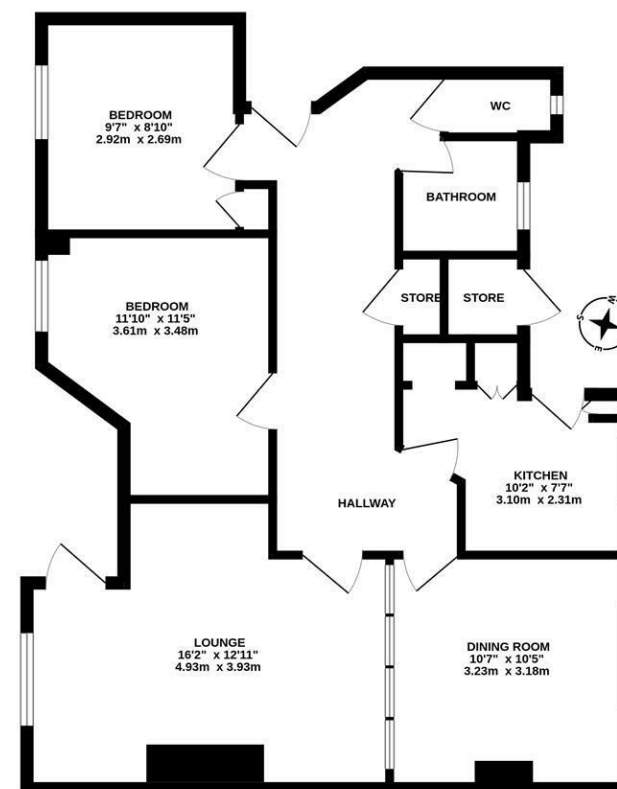 BEDROOM
9'7" x 8'10"
2.92m x 2.69m
WC
BATHROOM
BEDROOM
11'10" x 11'5"
3.61m x 3.48m
STORE
STORE
W
S
E
KITCHEN
10'2" x 7'7"
3.10m x 2.31m
HALLWAY
LOUNGE
16'2" x 12'11"
4.93m x 3.93m
DINING ROOM
10'7" x 10'5"
3.23m x 3.18m